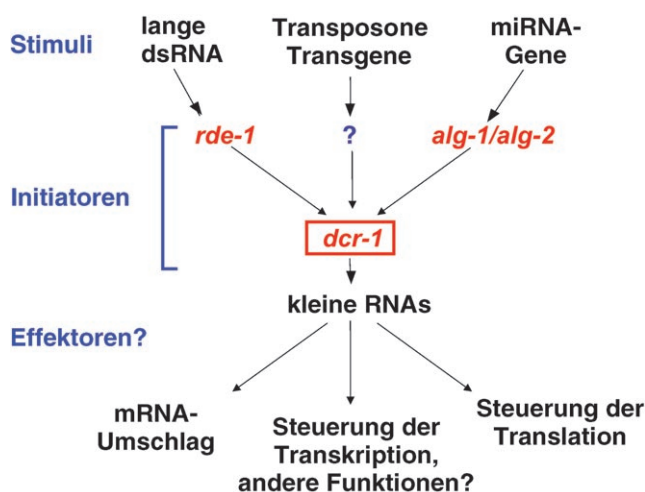 Stimuli
lange
dsRNA
Transposone
Transgene
miRNA-
Gene
Initiatoren
rde-1
?
alg-1/alg-2
dcr-1
kleine RNAs
Effektoren?
mRNA-
Umschlag
Steuerung der
Transkription,
andere Funktionen?
Steuerung der
Translation